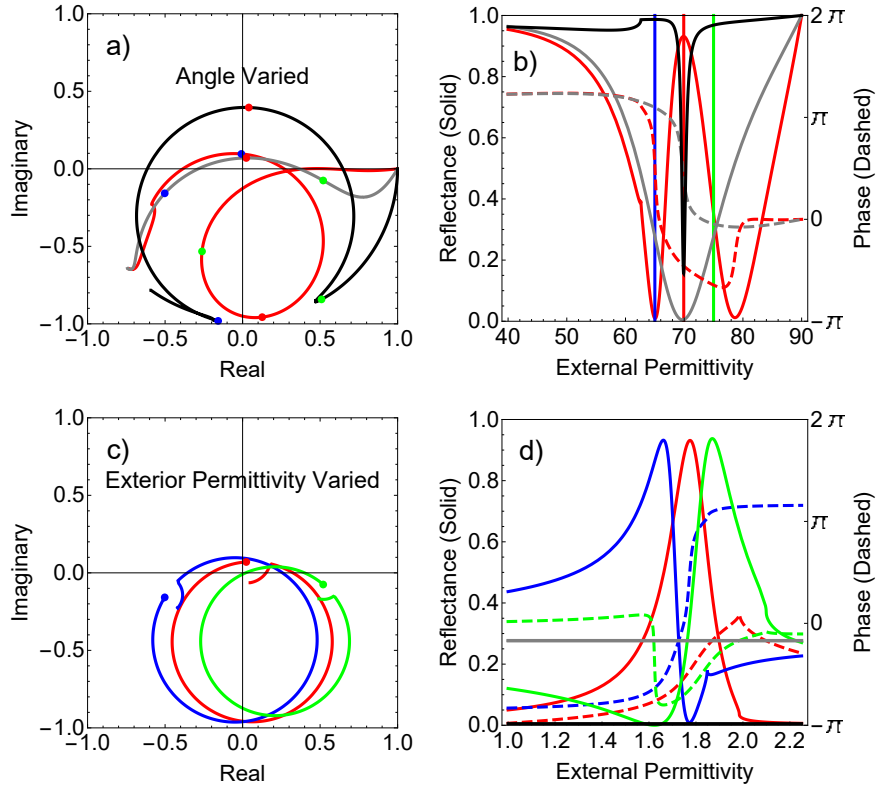 a)
Angle Varied
1.0
0.5
0.0
−0.5
−1.0
Imaginary
−1.0 −0.5 0.0 0.5 1.0
Real
b)
1.0
0.8
0.6
0.4
0.2
0.0
Reflectance (Solid)
2 π
π
0
−π
Phase (Dashed)
40 50 60 70 80 90
External Permittivity
c)
Exterior Permittivity Varied
1.0
0.5
0.0
−0.5
−1.0
Imaginary
−1.0 −0.5 0.0 0.5 1.0
Real
d)
1.0
0.8
0.6
0.4
0.2
0.0
Reflectance (Solid)
2 π
π
0
−π
Phase (Dashed)
1.0 1.2 1.4 1.6 1.8 2.0 2.2
External Permittivity